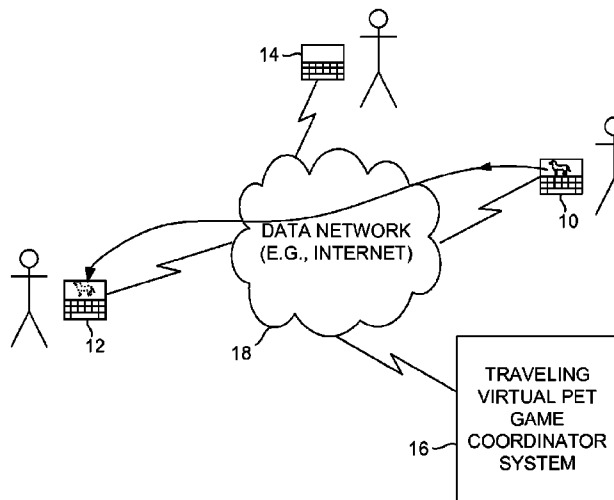 14
DATA NETWORK
(E.G., INTERNET)
10
12
18
16
TRAVELING
VIRTUAL PET
GAME
COORDINATOR
SYSTEM